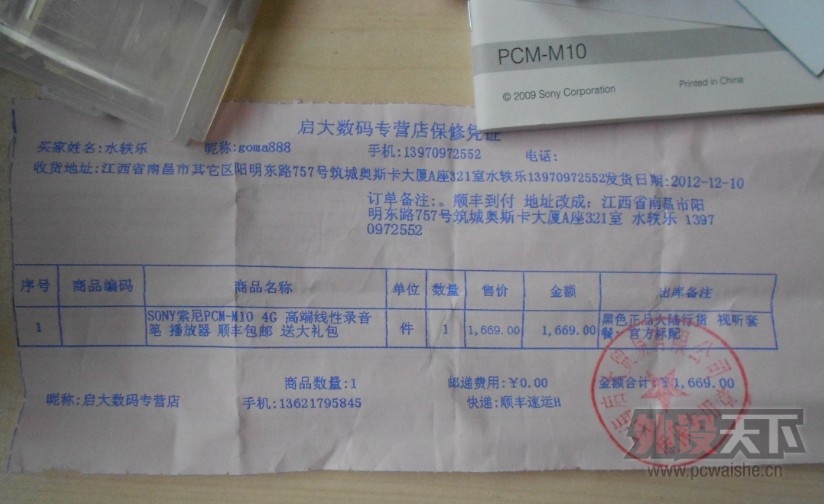 PCM-M10
© 2009 Sony Corporation
Printed in China
启大数码专营店保修凭证
买家姓名:水轶乐 昵称:goma888 手机:13970972552 电话:
收货地址:江西省南昌市其它区阳明东路757号筑城奥斯卡大厦A座321室水轶乐13970972552发货日期:2012-12-10
订单备注:。顺丰到付 地址改成:江西省南昌市阳
明东路757号筑城奥斯卡大厦A座321室 水轶乐 1397
0972552
序号 商品编码 商品名称 单位 数量 售价 金额 出库备注
1 SONY索尼PCM-M10 4G 高端线性录音 件 1 1,669.00 1,669.00 黑色正品大陆行货 视听套
笔 播放器 顺丰包邮 送大礼包 餐:官方标配
商品数量:1 邮递费用:￥0.00 金额合计:￥1,669.00
昵称:启大数码专营店 手机:13621795845 快递:顺丰速运H
外设天下
www.pcwaishe.cn